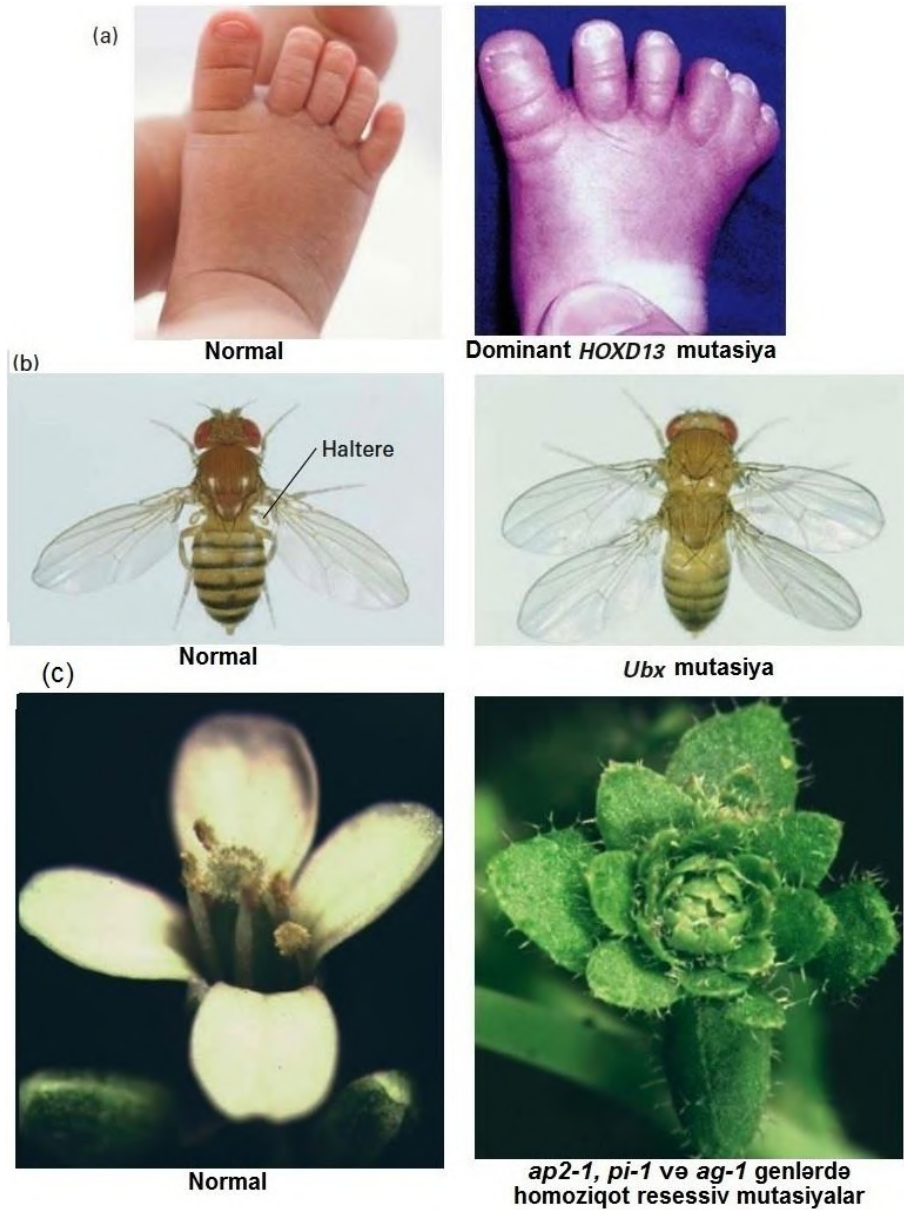 (a)
Normal
Dominant HOXD13 mutasiya
(b)
Haltere
Normal
Ubx mutasiya
(c)
Normal
ap2-1, pi-1 və ag-1 genlərdə
homoziqot resessiv mutasiyalar